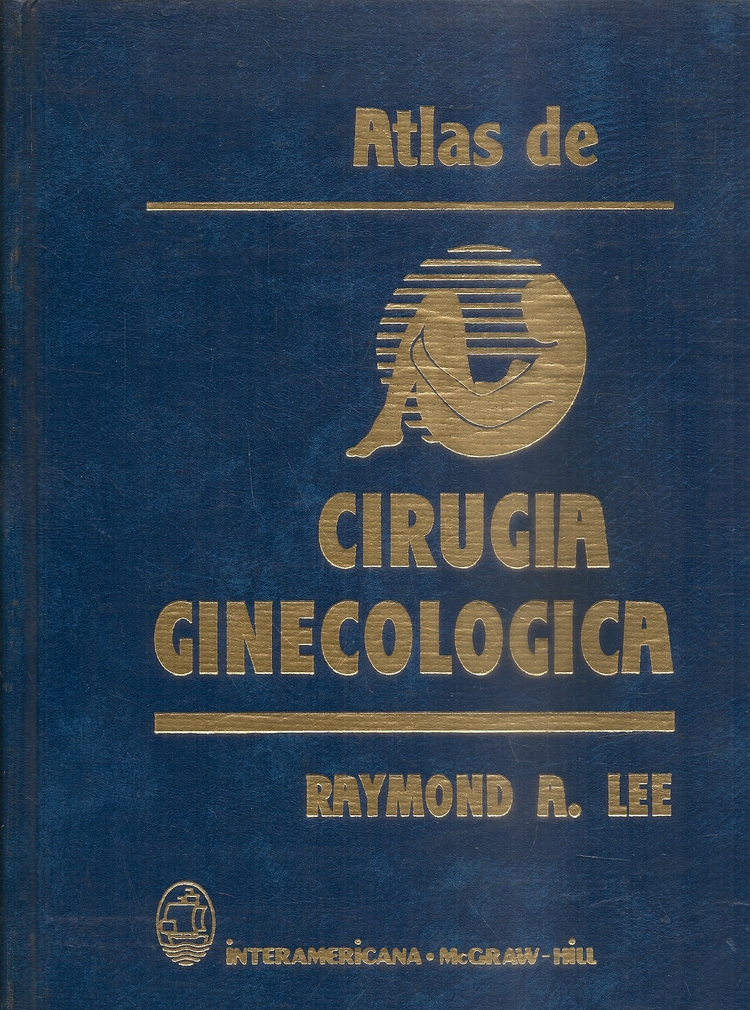 Atlas de
CIRUGIA
GINECOLOGICA
RAYMOND A. LEE
INTERAMERICANA • McGRAW-HILL